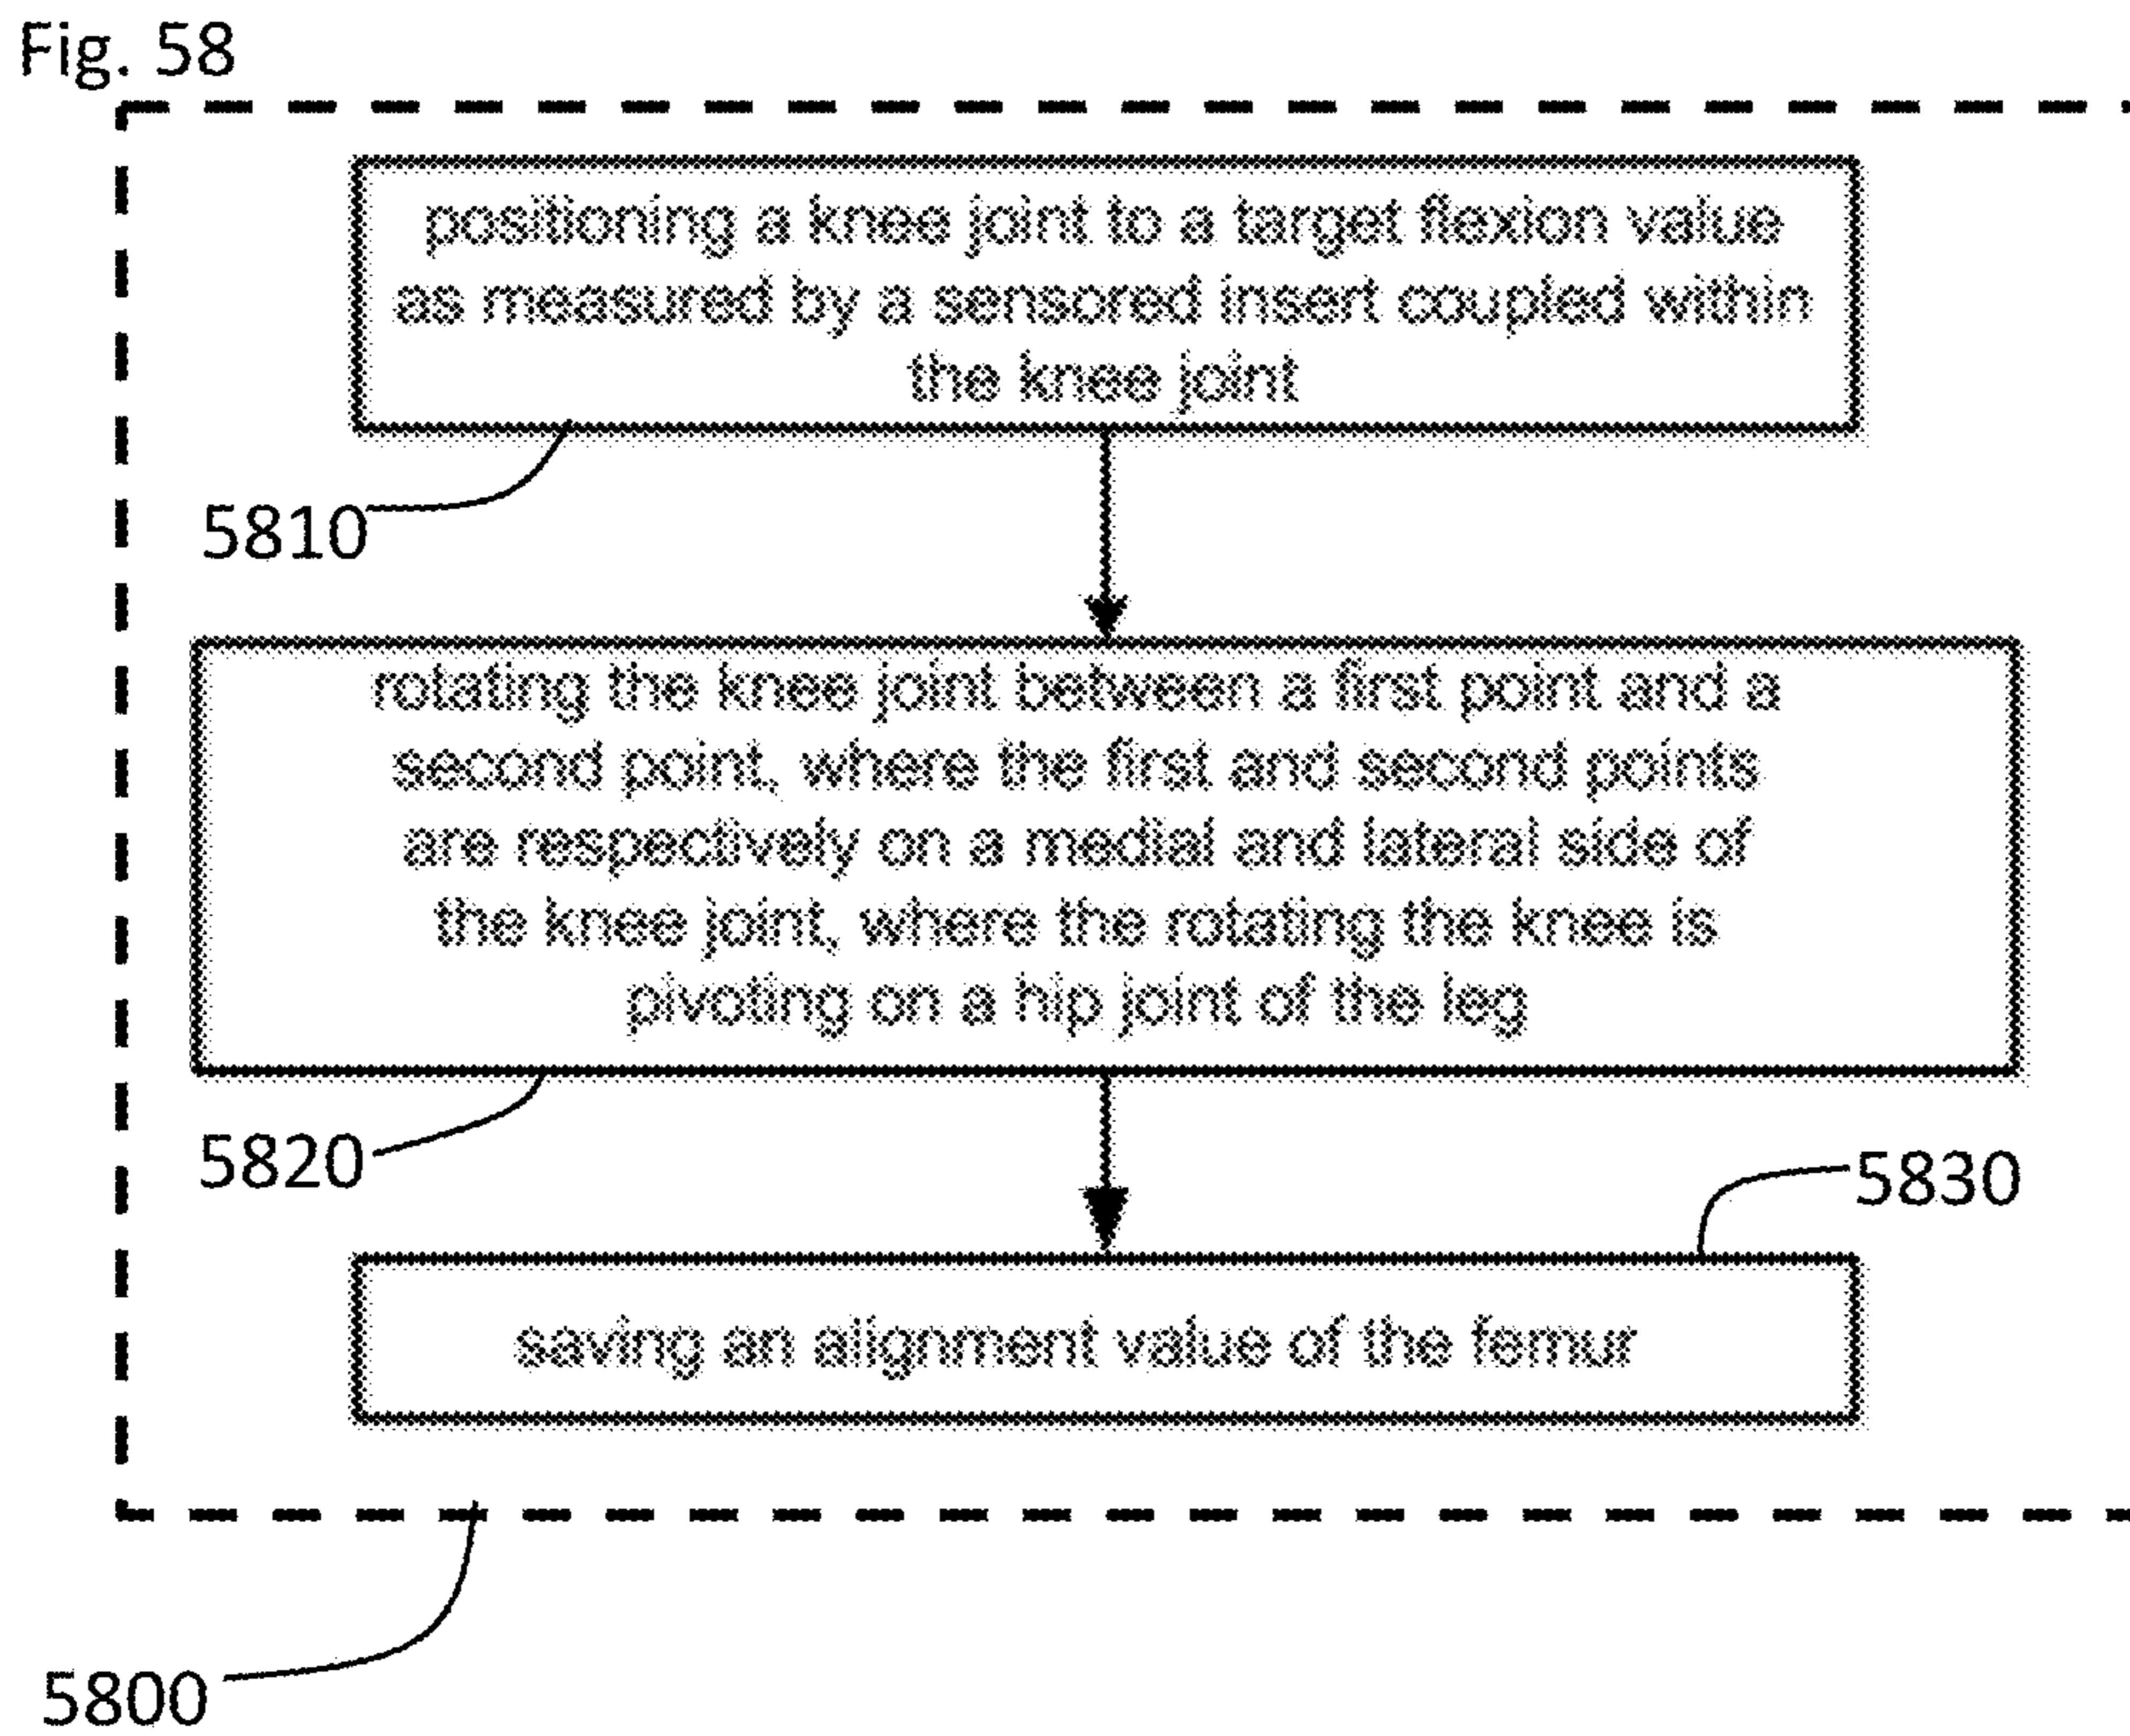 Fig. 58
positioning a knee joint to a target flexion value
as measured by a sensored insert coupled within
the knee joint
5810
rotating the knee joint between a first point and a
second point, where the first and second points
are respectively on a medial and lateral side of
the knee joint, where the rotating the knee is
pivoting on a hip joint of the leg
5820
5830
saving an alignment value of the femur
5800